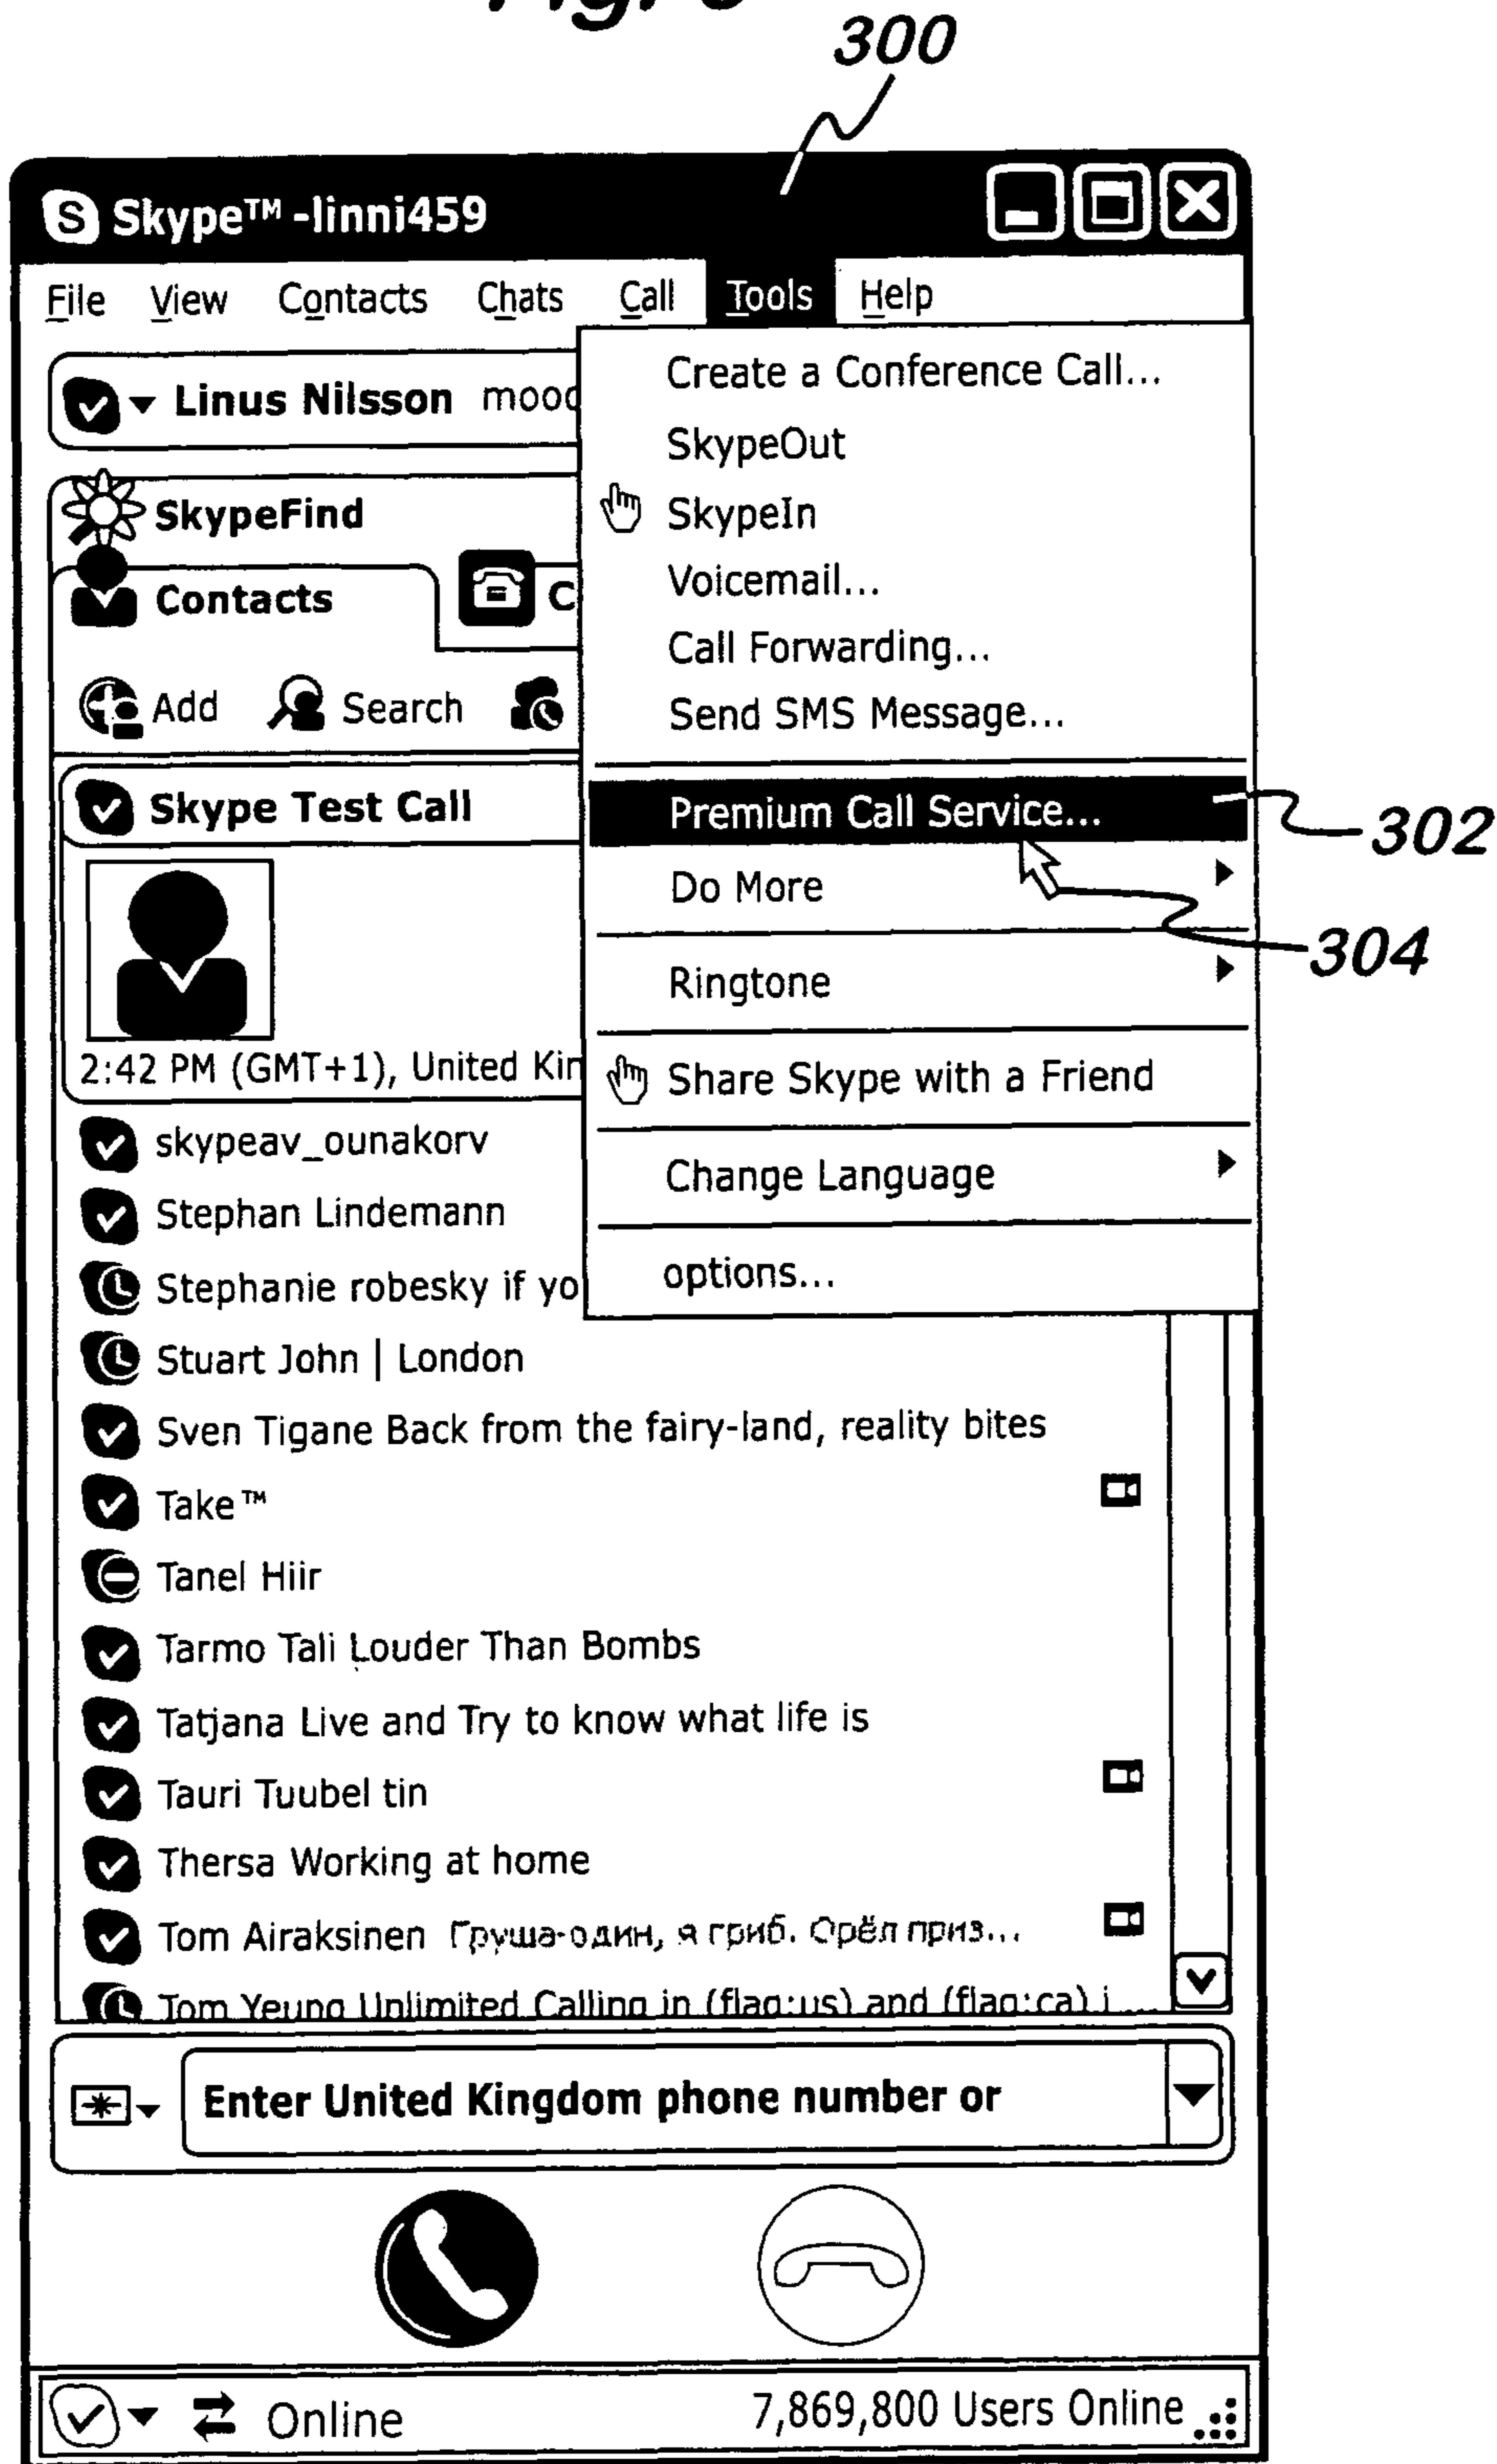 300
Skype™ -linni459
File View Contacts Chats Call Tools Help
Linus Nilsson
SkypeFind
Contacts
Add Search
Skype Test Call
2:42 PM (GMT+1), United
Create a Conference Call...
SkypeOut
SkypeIn
Voicemail...
Call Forwarding...
Send SMS Message...
Premium Call Service...
302
Do More
304
Ringtone
Share Skype with a Friend
Change Language
options...
skypeav_ounakorv
Stephan Lindemann
Stephanie robesky if yo
Stuart John | London
Sven Tigane Back from the fairy-land, reality bites
Take™
Tanel Hiir
Tarmo Tali Louder Than Bombs
Tatjana Live and Try to know what life is
Tauri Tuubel tin
Thersa Working at home
Tom Airaksinen Груша-один, я гриб. Орёл приз...
Tom Yeung Unlimited Calling in (flag:us) and (flag:ca) i...
Enter United Kingdom phone number or
Online
7,869,800 Users Online